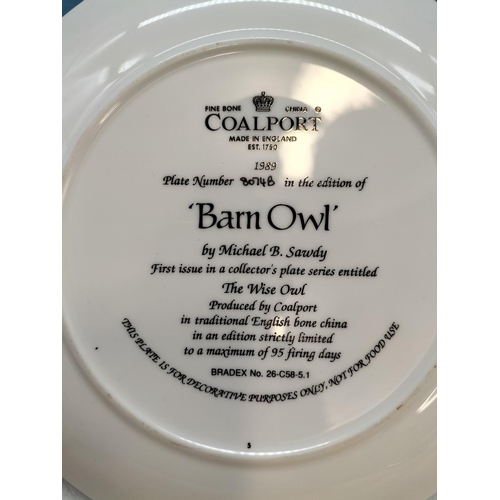 FINE BONE CHINA ®
COALPORT
MADE IN ENGLAND
EST. 1750
1989
Plate Number 8074B in the edition of
'Barn Owl'
by Michael B. Sawdy
First issue in a collector's plate series entitled
The Wise Owl
Produced by Coalport
in traditional English bone china
in an edition strictly limited
to a maximum of 95 firing days
BRADEX No. 26-C58-5.1
THIS PLATE IS FOR DECORATIVE PURPOSES ONLY, NOT FOR FOOD USE
5